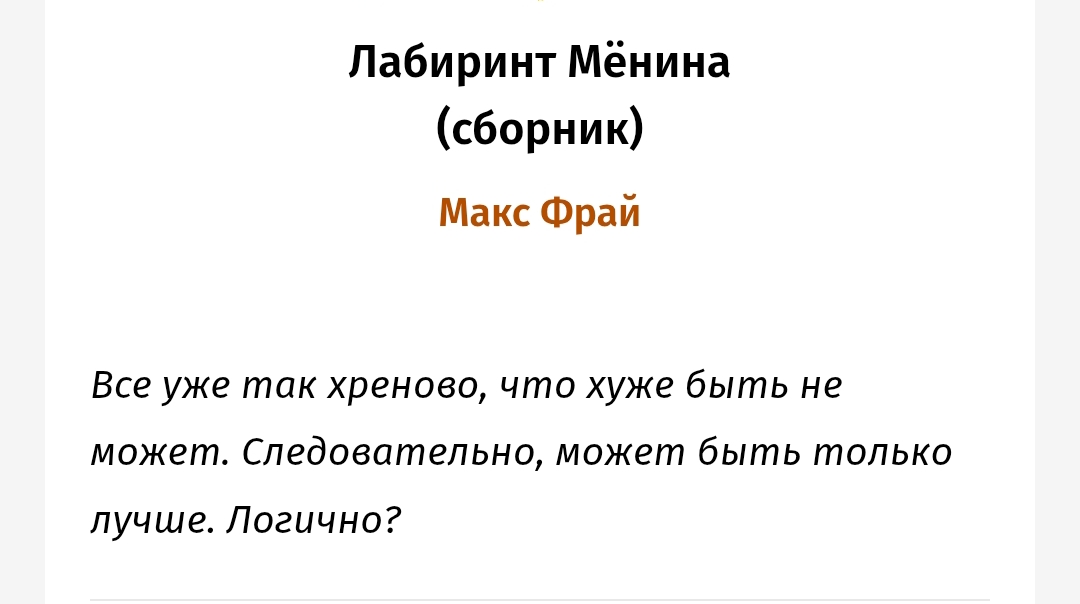 Лабиринт Мёнина
(сборник)
Макс Фрай
Все уже так хреново, что хуже быть не
может. Следовательно, может быть только
лучше. Логично?